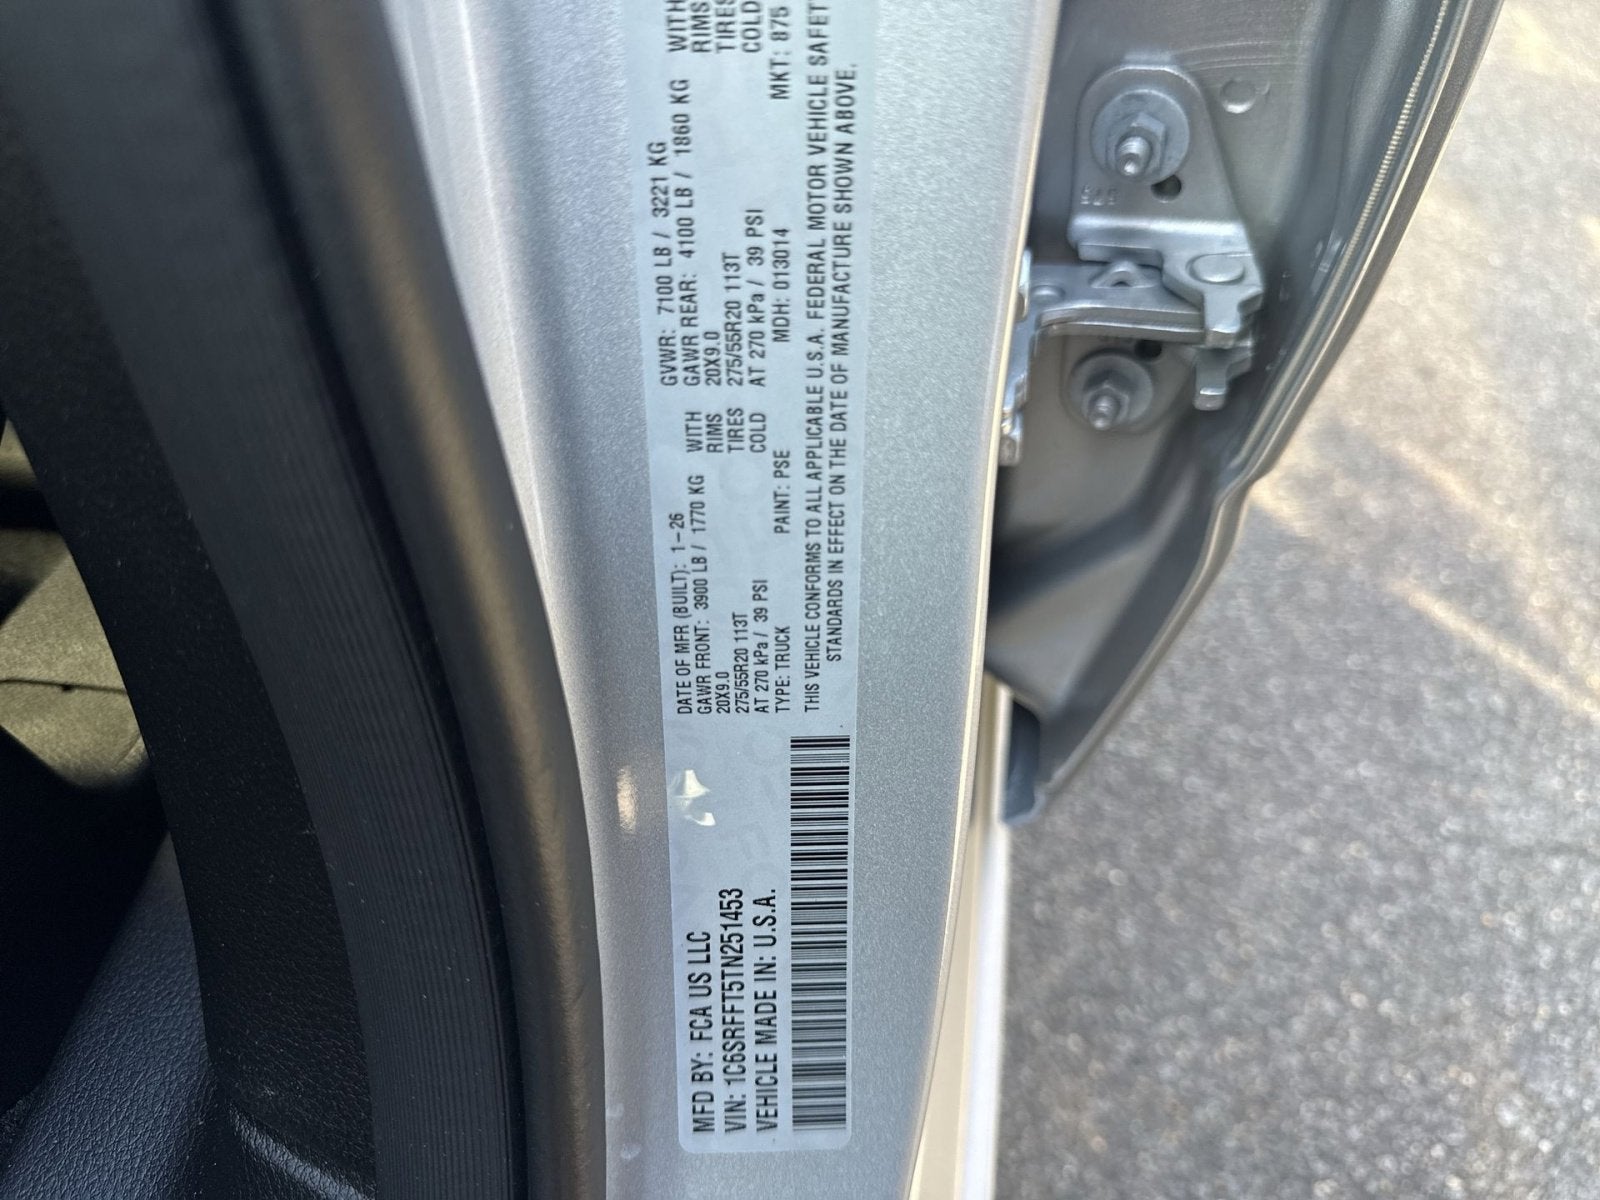 MFD BY: FCA US LLC
VIN: 1C6SRFFT5TN251453
VEHICLE MADE IN: U.S.A.
DATE OF MFR (BUILT): 1-26 GVWR: 7100 LB / 3221 KG
GAWR FRONT: 3900 LB / 1770 KG WITH GAWR REAR: 4100 LB / 1860 KG WITH
20X9.0 RIMS 20X9.0 RIMS
275/55R20 113T TIRES 275/55R20 113T TIRES
AT 270 kPa / 39 PSI COLD AT 270 kPa / 39 PSI COLD
TYPE: TRUCK PAINT: PSE MDH: 013014 MKT: 875
THIS VEHICLE CONFORMS TO ALL APPLICABLE U.S.A. FEDERAL MOTOR VEHICLE SAFET
STANDARDS IN EFFECT ON THE DATE OF MANUFACTURE SHOWN ABOVE.